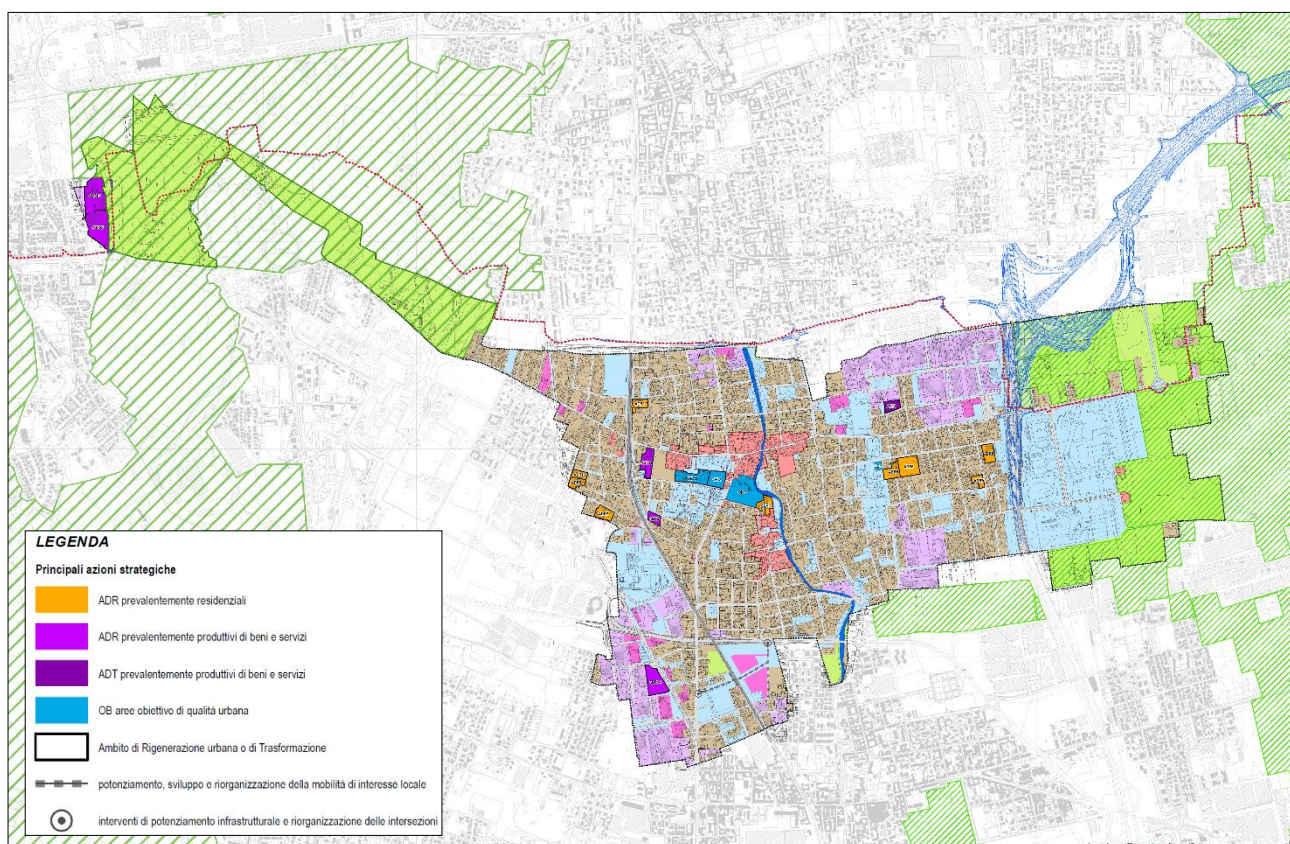 LEGENDA
Principali azioni strategiche
ADR prevalentemente residenziali
ADR prevalentemente produttivi di beni e servizi
ADT prevalentemente produttivi di beni e servizi
OB aree obiettivo di qualità urbana
Ambito di Rigenerazione urbana o di Trasformazione
potenziamento, sviluppo e riorganizzazione della mobilità di interesse locale
interventi di potenziamento infrastrutturale e riorganizzazione delle intersezioni